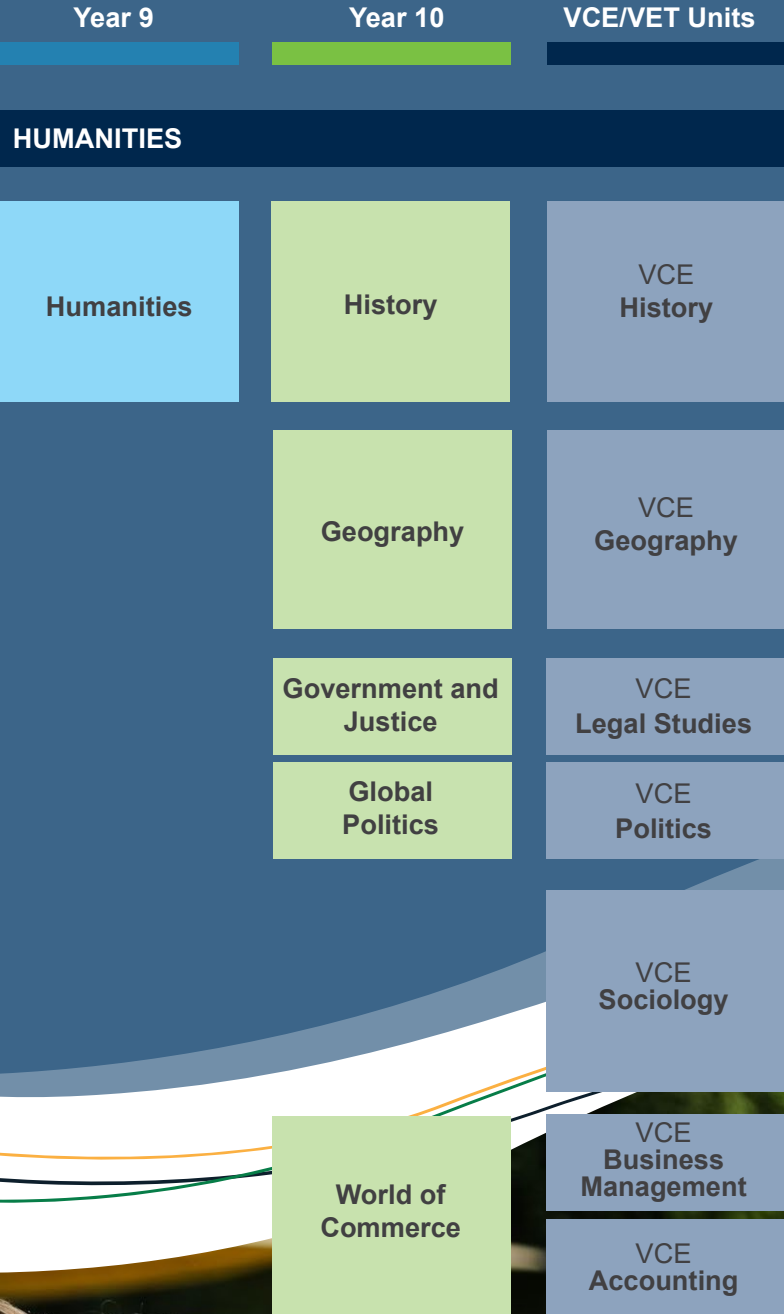 Year 9
Year 10
VCE/VET Units
HUMANITIES
Humanities
History
VCE
History
Geography
VCE
Geography
Government and
Justice
VCE
Legal Studies
Global
Politics
VCE
Politics
VCE
Sociology
World of
Commerce
VCE
Business
Management
VCE
Accounting